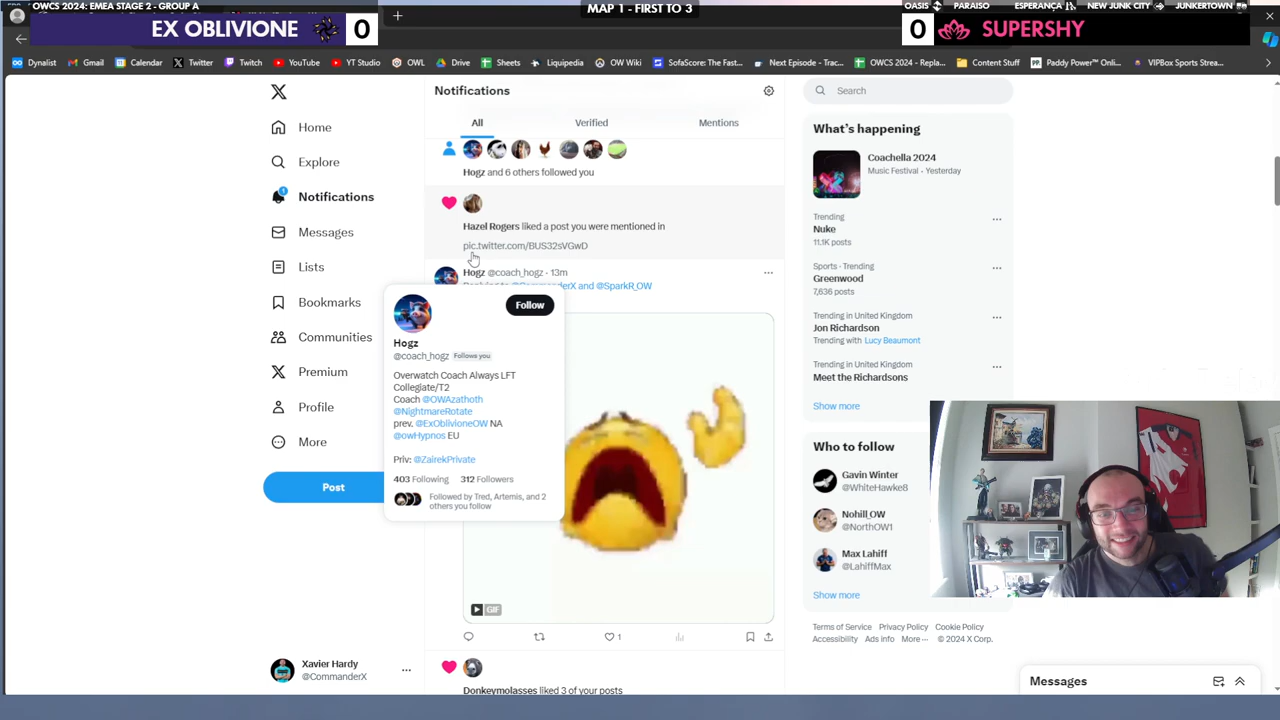 OWCS 2024: EMEA STAGE 2 - GROUP A
MAP 1 - FIRST TO 3
OASIS PARAISO ESPERANÇA NEW JUNK CITY JUNKERTOWN
EX OBLIVIONE 0
0 SUPERSHY
Dynalist Gmail Calendar Twitter Twitch YouTube YT Studio OWL Drive Sheets Liquipedia OW Wiki SofaScore: The Fast... Next Episode - Trac... OWCS 2024 - Repla... Content Stuff Paddy Power™ Onli... VIPBox Sports Strea...
Home
Explore
1
Notifications
Messages
Lists
Bookmarks
Communities
Premium
Profile
More
Post
Xavier Hardy
@CommanderX
Notifications
All Verified Mentions
Hogz and 6 others followed you
Hazel Rogers liked a post you were mentioned in
pic.twitter.com/BUS32sVGwD
Hogz @coach_hogz · 13m
Replying to @CommanderX and @SparkR_OW
Follow
Hogz
@coach_hogz Follows you
Overwatch Coach Always LFT
Collegiate/T2
Coach @OWAzathoth
@NightmareRotate
prev. @ExOblivioneOW NA
@owHypnos EU
Priv: @ZairekPrivate
403 Following 312 Followers
Followed by Tred, Artemis, and 2
others you follow
GIF
1
Donkeymolasses liked 3 of your posts
Search
What's happening
Coachella 2024
Music Festival · Yesterday
Trending
Nuke
11.1K posts
Sports · Trending
Greenwood
7,636 posts
Trending in United Kingdom
Jon Richardson
Trending with Lucy Beaumont
Trending in United Kingdom
Meet the Richardsons
Show more
Who to follow
Gavin Winter
@WhiteHawke8
Nohill_OW
@NorthOW1
Max Lahiff
@LahiffMax
Show more
Terms of Service Privacy Policy Cookie Policy
Accessibility Ads info More ··· © 2024 X Corp.
Messages